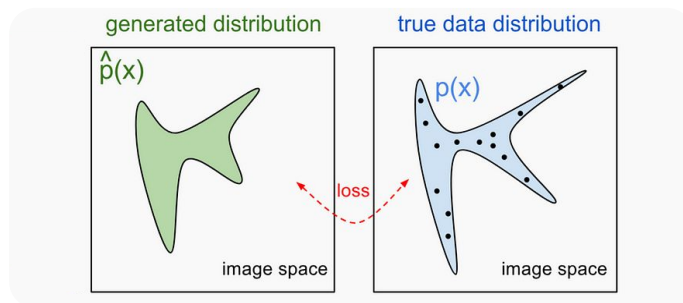 generated distribution
true data distribution
p̂(x)
p(x)
loss
image space
image space